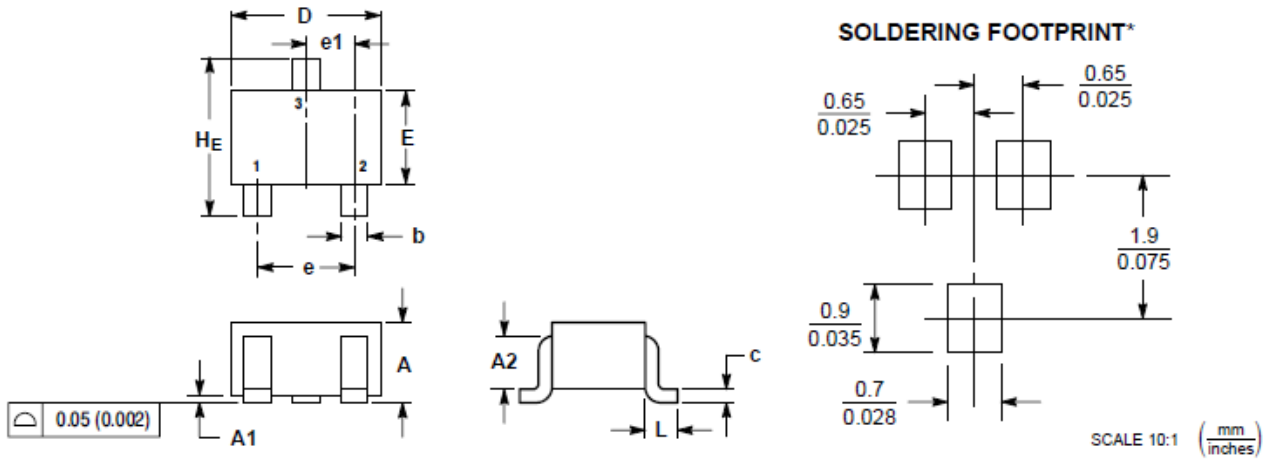 D
e1
3
HE
E
1
2
b
e
A
A1
0.05 (0.002)
A2
c
L
SOLDERING FOOTPRINT*
0.65
0.025
0.65
0.025
1.9
0.075
0.9
0.035
0.7
0.028
SCALE 10:1 (mm/inches)